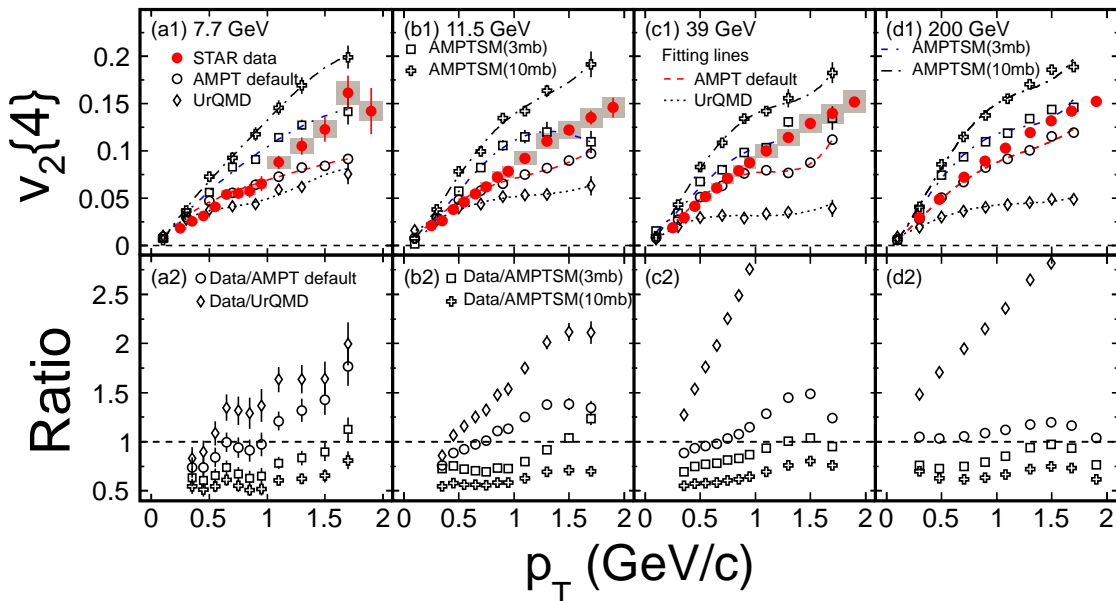 (a1) 7.7 GeV
STAR data
AMPT default
UrQMD
(b1) 11.5 GeV
AMPTSM(3mb)
AMPTSM(10mb)
(c1) 39 GeV
Fitting lines
AMPT default
UrQMD
(d1) 200 GeV
AMPTSM(3mb)
AMPTSM(10mb)
v2{4}
0.2
0.15
0.1
0.05
0
(a2)
Data/AMPT default
Data/UrQMD
(b2)
Data/AMPTSM(3mb)
Data/AMPTSM(10mb)
(c2)
(d2)
Ratio
2.5
2
1.5
1
0.5
0 0.5 1 1.5 2
0 0.5 1 1.5 2
0 0.5 1 1.5 2
0 0.5 1 1.5 2
pT (GeV/c)